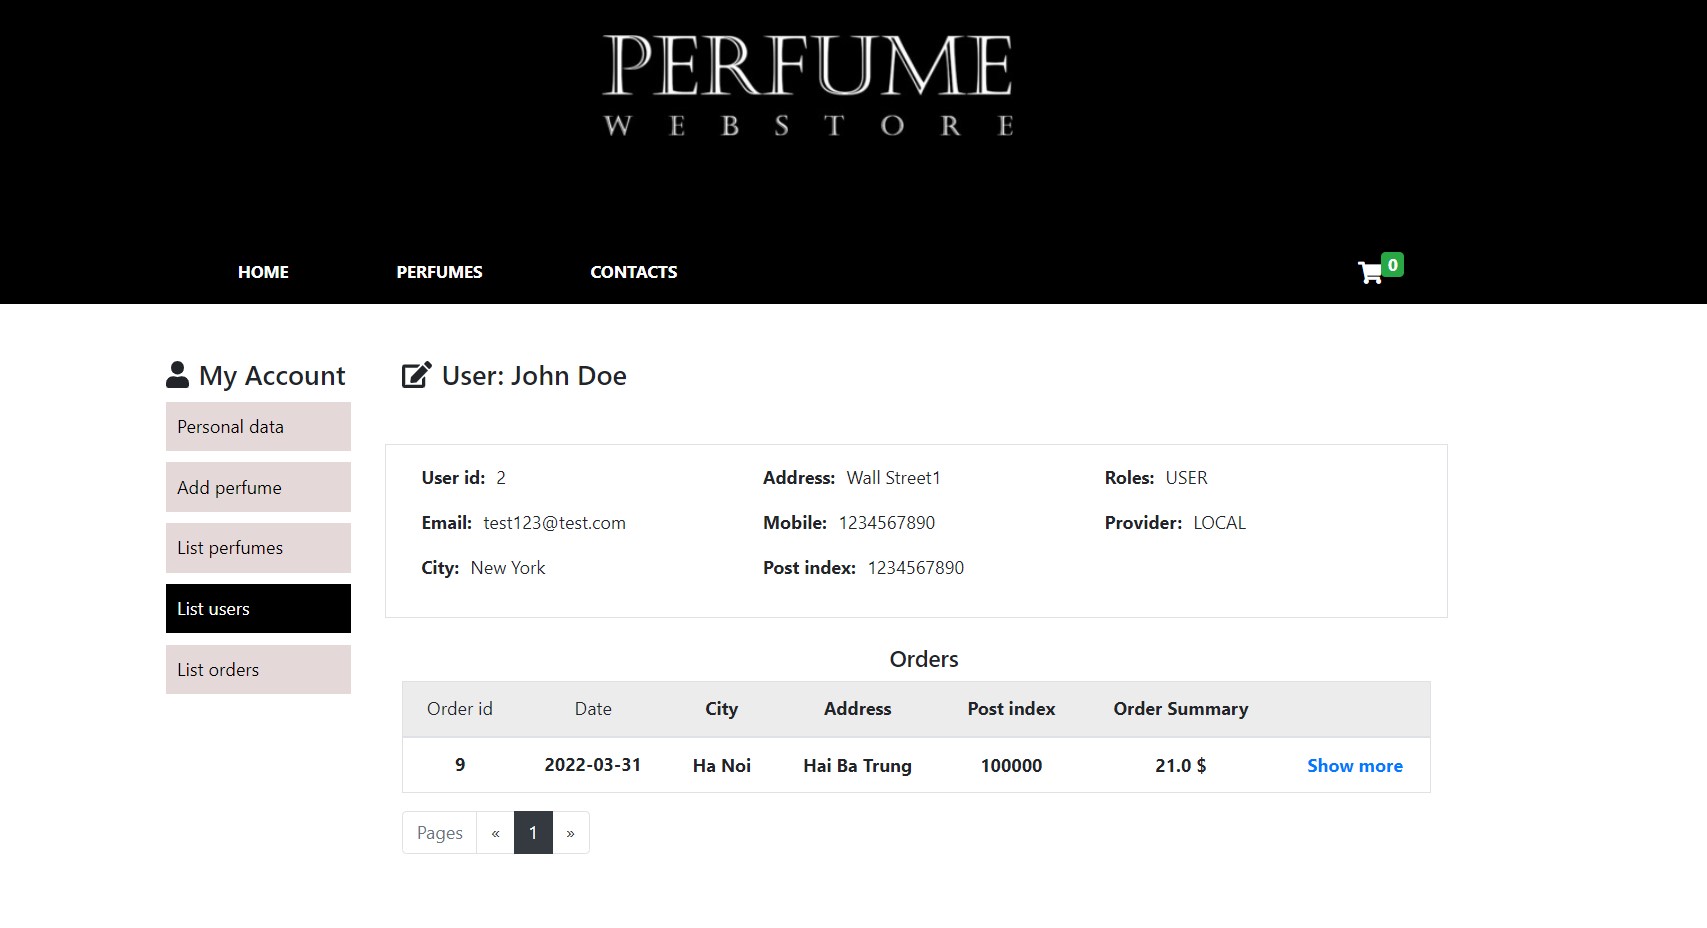 PERFUME
WEBSTORE
HOME PERFUMES CONTACTS 0
My Account
Personal data
Add perfume
List perfumes
List users
List orders
User: John Doe
User id: 2 Address: Wall Street1 Roles: USER
Email: test123@test.com Mobile: 1234567890 Provider: LOCAL
City: New York Post index: 1234567890
Orders
Order id Date City Address Post index Order Summary
9 2022-03-31 Ha Noi Hai Ba Trung 100000 21.0 $ Show more
Pages « 1 »